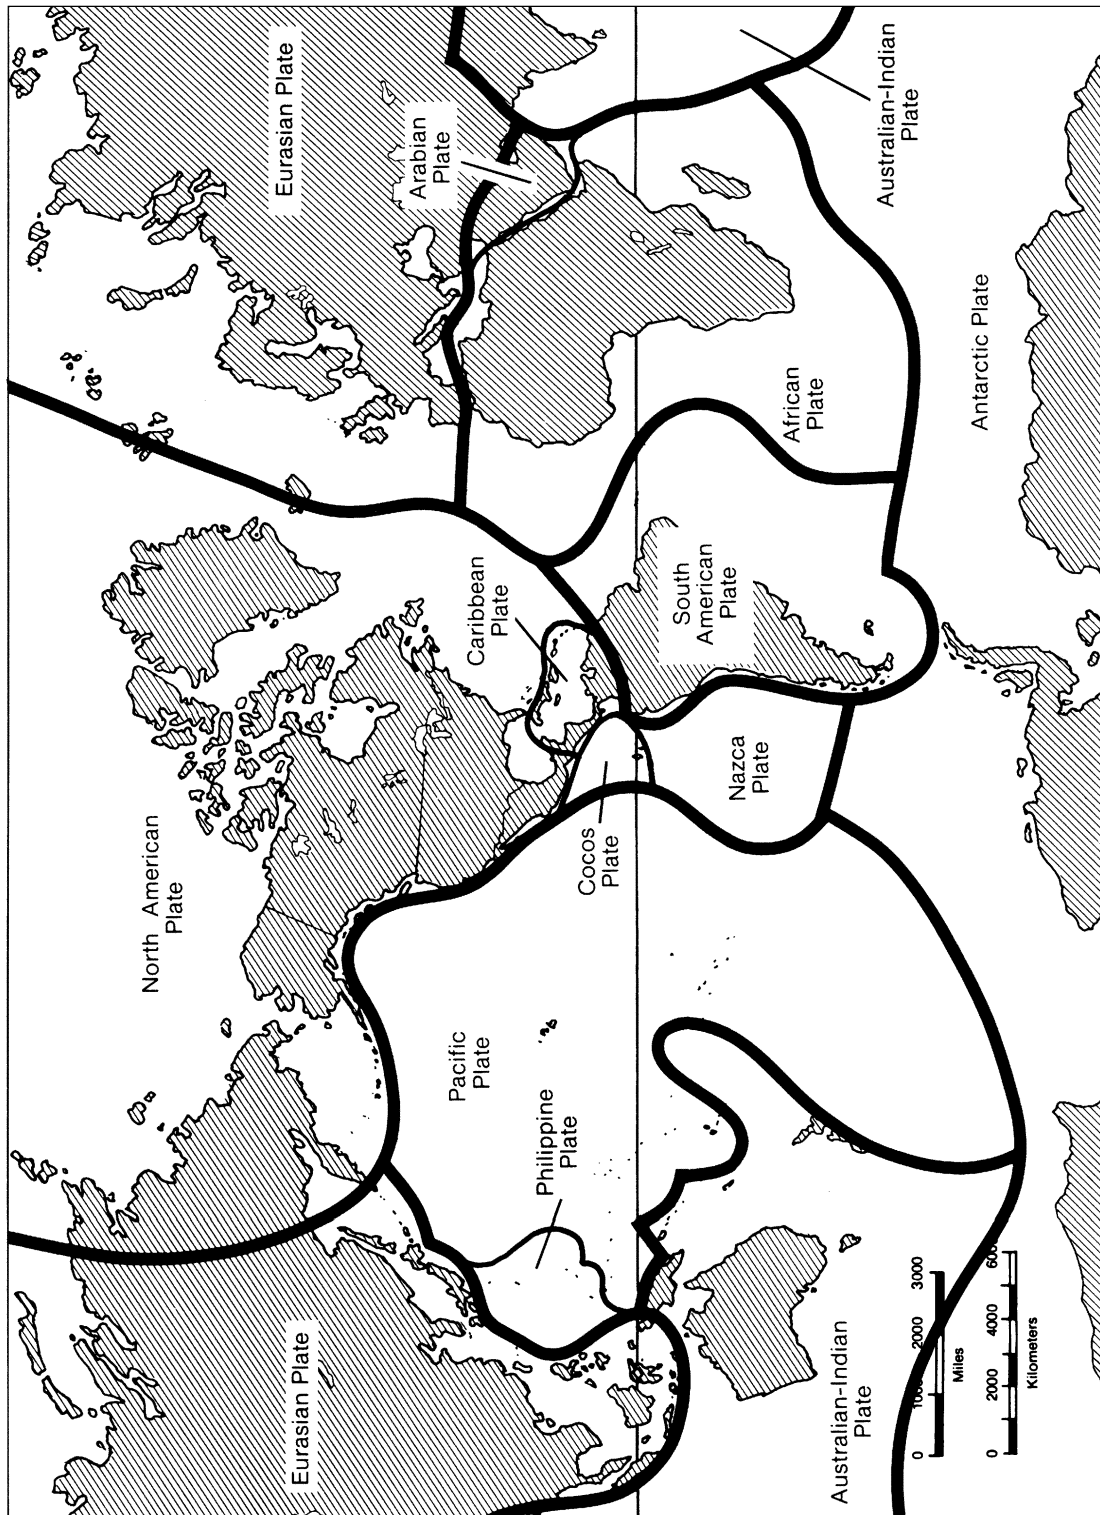 Eurasian Plate
Australian-Indian
Plate
North American
Plate
Pacific
Plate
Philippine
Plate
Cocos
Plate
Caribbean
Plate
Nazca
Plate
South
American
Plate
African
Plate
Antarctic Plate
Eurasian Plate
Arabian
Plate
Australian-Indian
Plate
0 1000 2000 3000
Miles
0 2000 4000 6000
Kilometers